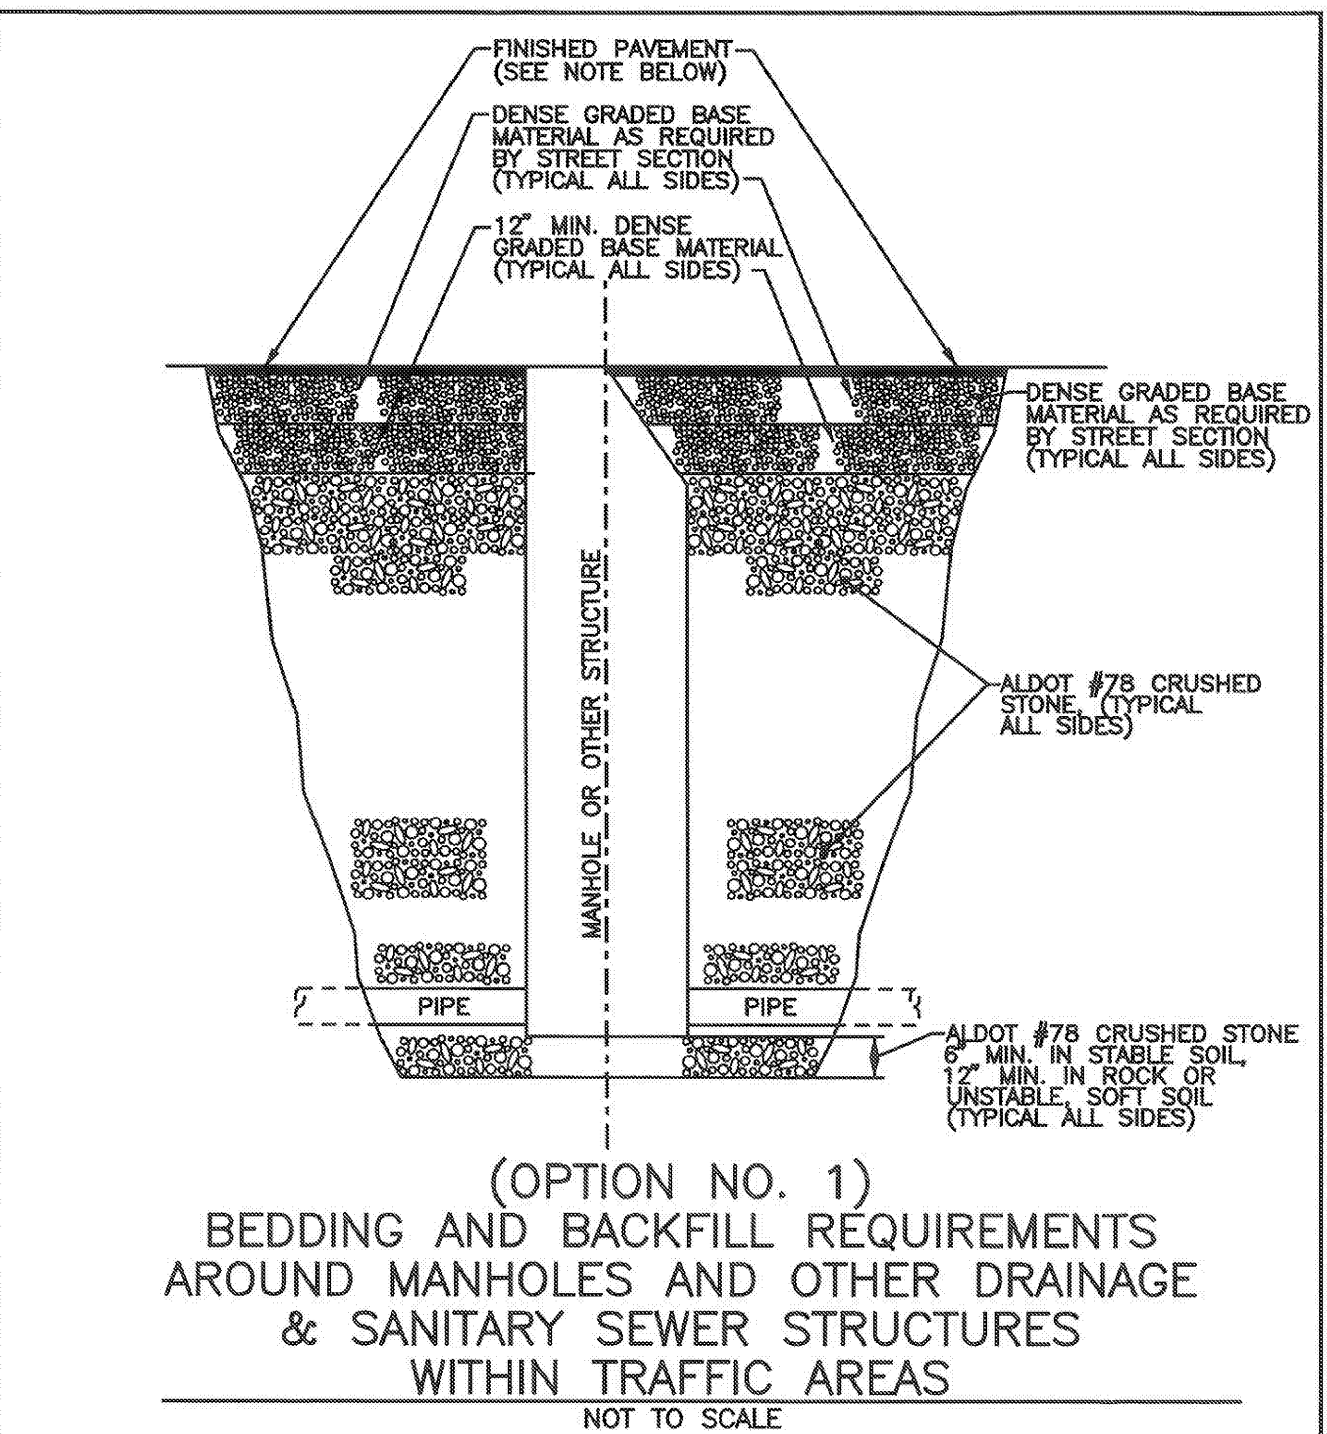 FINISHED PAVEMENT
(SEE NOTE BELOW)
DENSE GRADED BASE
MATERIAL AS REQUIRED
BY STREET SECTION
(TYPICAL ALL SIDES)
12" MIN. DENSE
GRADED BASE MATERIAL
(TYPICAL ALL SIDES)
DENSE GRADED BASE
MATERIAL AS REQUIRED
BY STREET SECTION
(TYPICAL ALL SIDES)
MANHOLE OR OTHER STRUCTURE
ALDOT #78 CRUSHED
STONE, (TYPICAL
ALL SIDES)
PIPE
PIPE
ALDOT #78 CRUSHED STONE
6" MIN. IN STABLE SOIL,
12" MIN. IN ROCK OR
UNSTABLE, SOFT SOIL
(TYPICAL ALL SIDES)
(OPTION NO. 1)
BEDDING AND BACKFILL REQUIREMENTS
AROUND MANHOLES AND OTHER DRAINAGE
& SANITARY SEWER STRUCTURES
WITHIN TRAFFIC AREAS
NOT TO SCALE